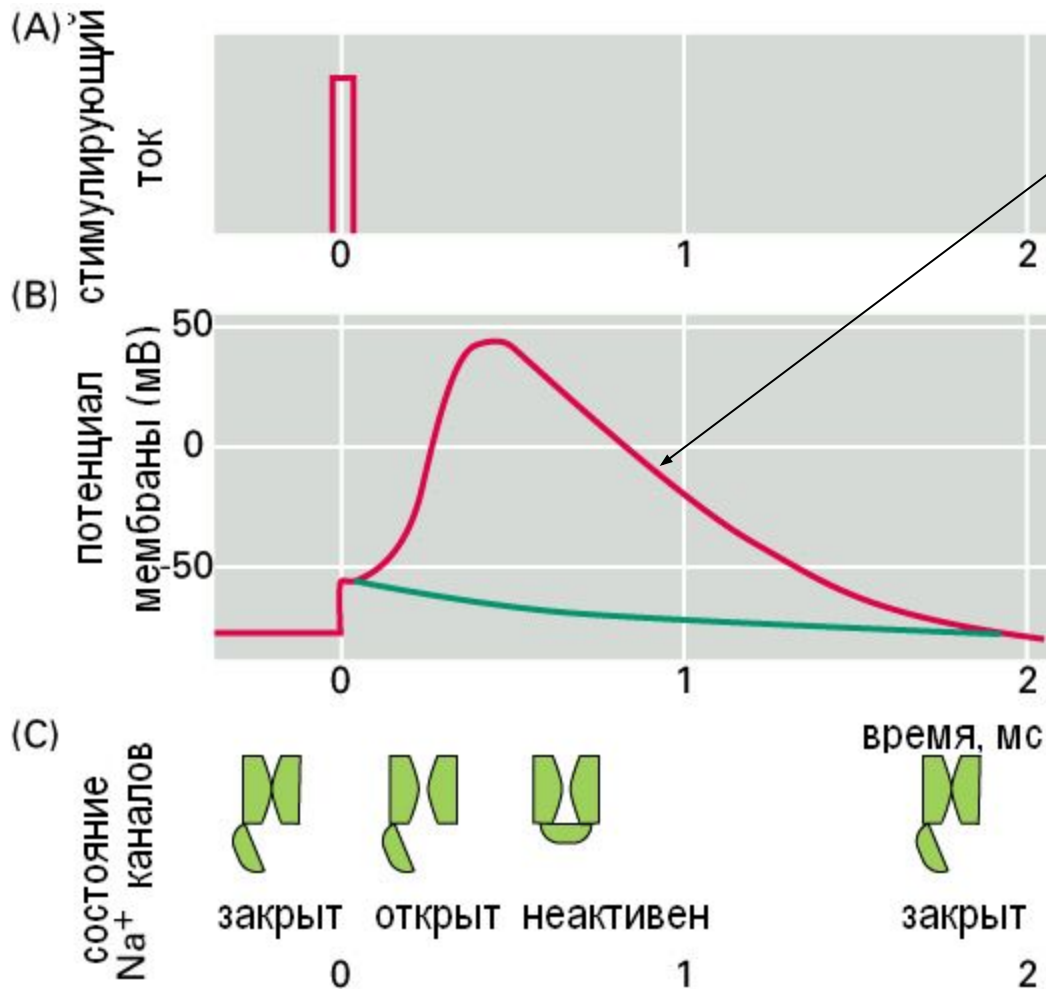 (A)
стимулирующий
ток
0 1 2
(B)
потенциал
мембраны (мВ)
50
0
-50
0 1 2
время, мс
(C)
состояние
Na⁺ каналов
закрыт открыт неактивен закрыт
0 1 2